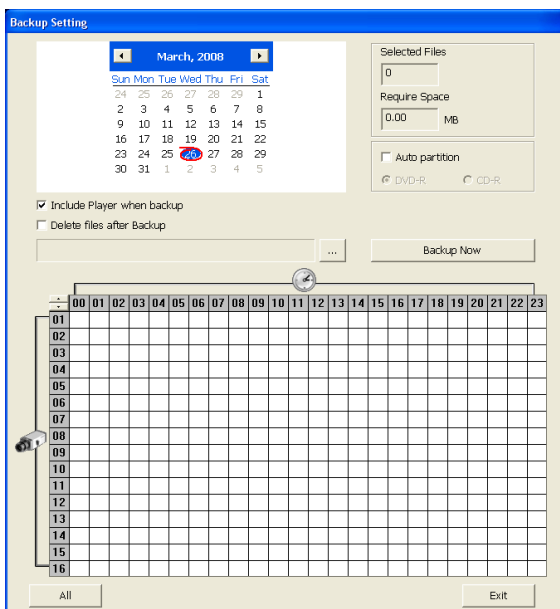 Backup Setting
March, 2008
Sun Mon Tue Wed Thu Fri Sat
24 25 26 27 28 29 1
2 3 4 5 6 7 8
9 10 11 12 13 14 15
16 17 18 19 20 21 22
23 24 25 26 27 28 29
30 31 1 2 3 4 5
Selected Files
0
Require Space
0.00 MB
Auto partition
DVD-R CD-R
Include Player when backup
Delete files after Backup
... Backup Now
00 01 02 03 04 05 06 07 08 09 10 11 12 13 14 15 16 17 18 19 20 21 22 23
01
02
03
04
05
06
07
08
09
10
11
12
13
14
15
16
All Exit